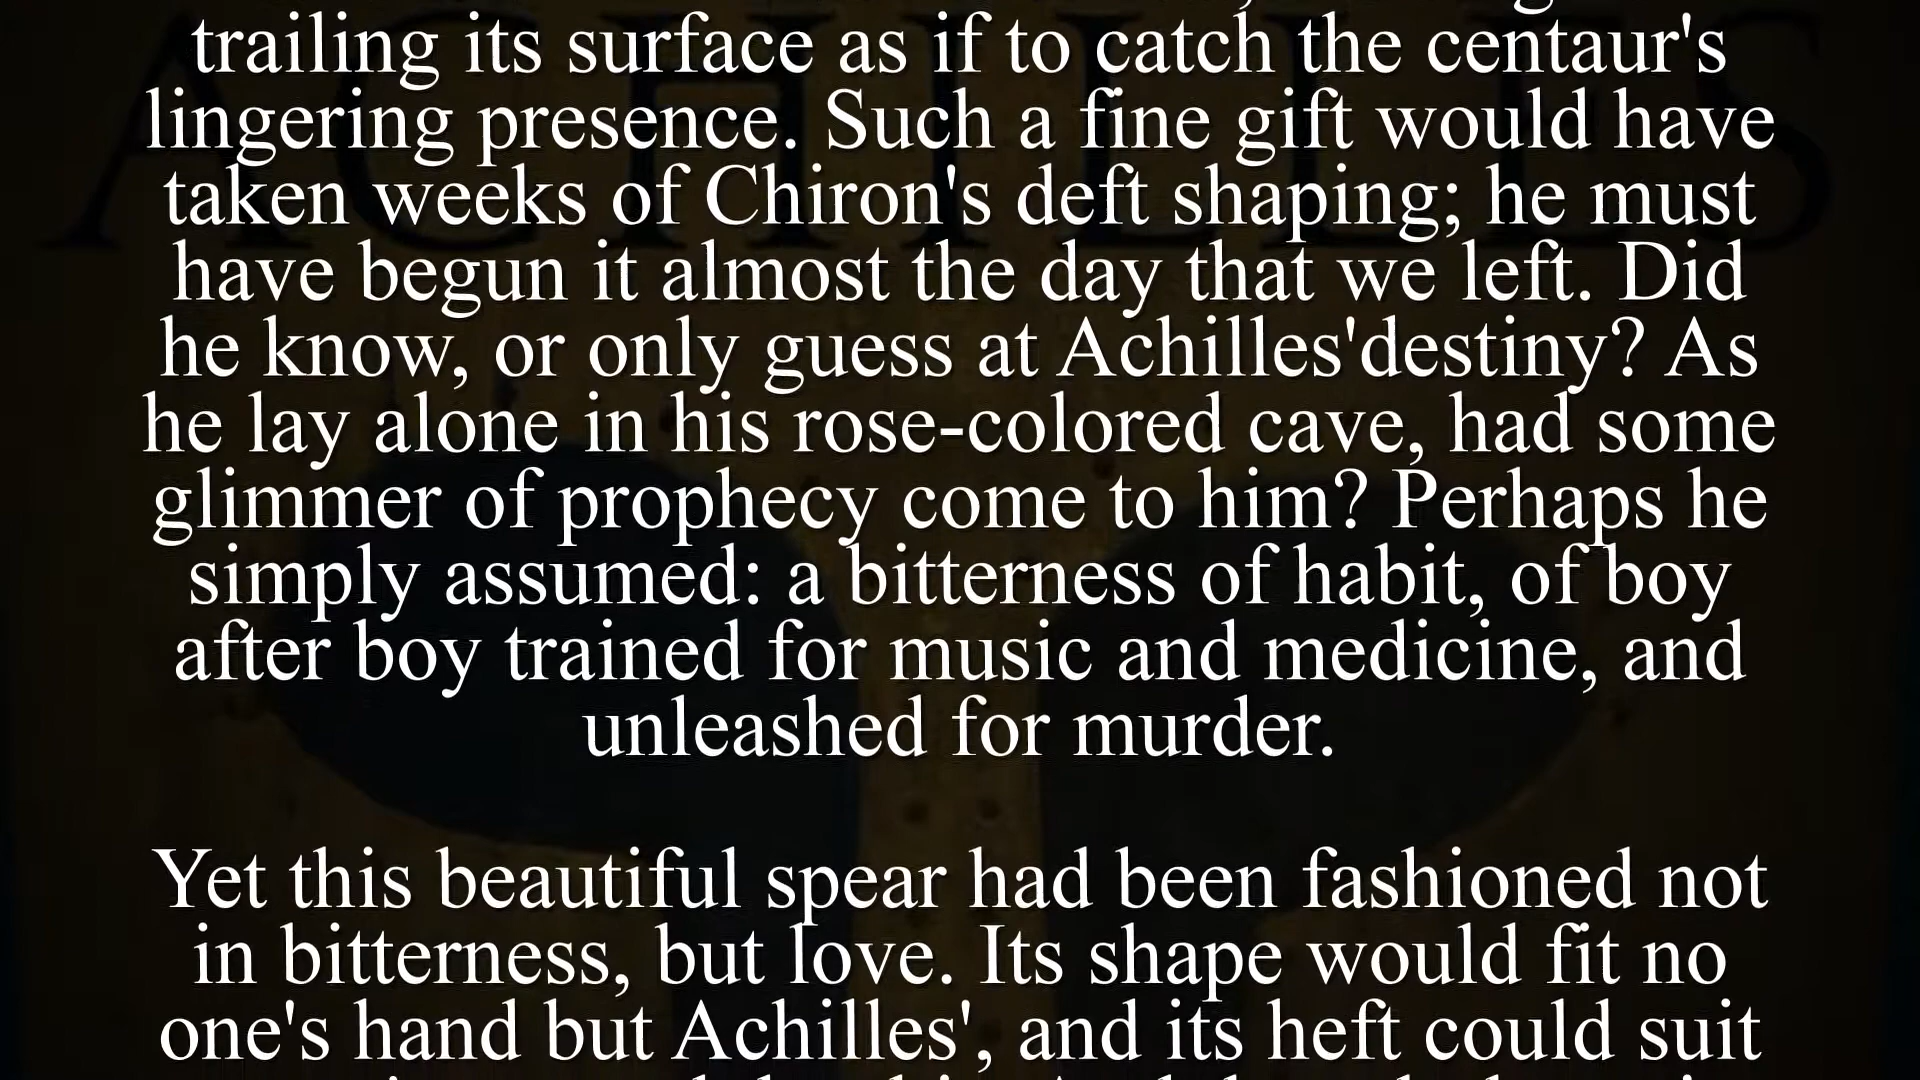 trailing its surface as if to catch the centaur's
lingering presence. Such a fine gift would have
taken weeks of Chiron's deft shaping; he must
have begun it almost the day that we left. Did
he know, or only guess at Achilles'destiny? As
he lay alone in his rose-colored cave, had some
glimmer of prophecy come to him? Perhaps he
simply assumed: a bitterness of habit, of boy
after boy trained for music and medicine, and
unleashed for murder.
Yet this beautiful spear had been fashioned not
in bitterness, but love. Its shape would fit no
one's hand but Achilles', and its heft could suit
ACHILLES